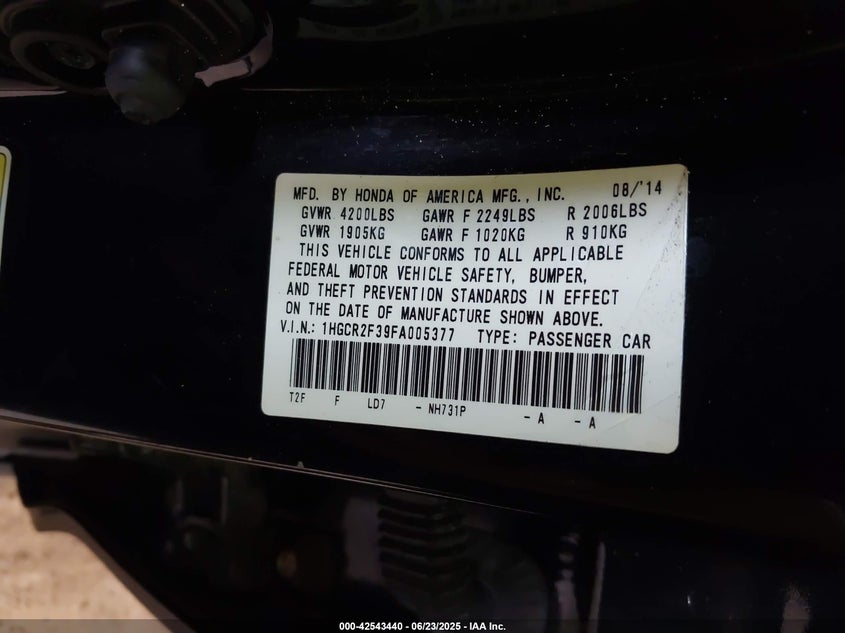 MFD. BY HONDA OF AMERICA MFG., INC. 08/'14
GVWR 4200LBS GAWR F 2249LBS R 2006LBS
GVWR 1905KG GAWR F 1020KG R 910KG
THIS VEHICLE CONFORMS TO ALL APPLICABLE
FEDERAL MOTOR VEHICLE SAFETY, BUMPER,
AND THEFT PREVENTION STANDARDS IN EFFECT
ON THE DATE OF MANUFACTURE SHOWN ABOVE.
V.I.N.: 1HGCR2F39FA005377 TYPE: PASSENGER CAR
T2F F LD7 - NH731P - A - A
000-42543440 - 06/23/2025 - IAA Inc.